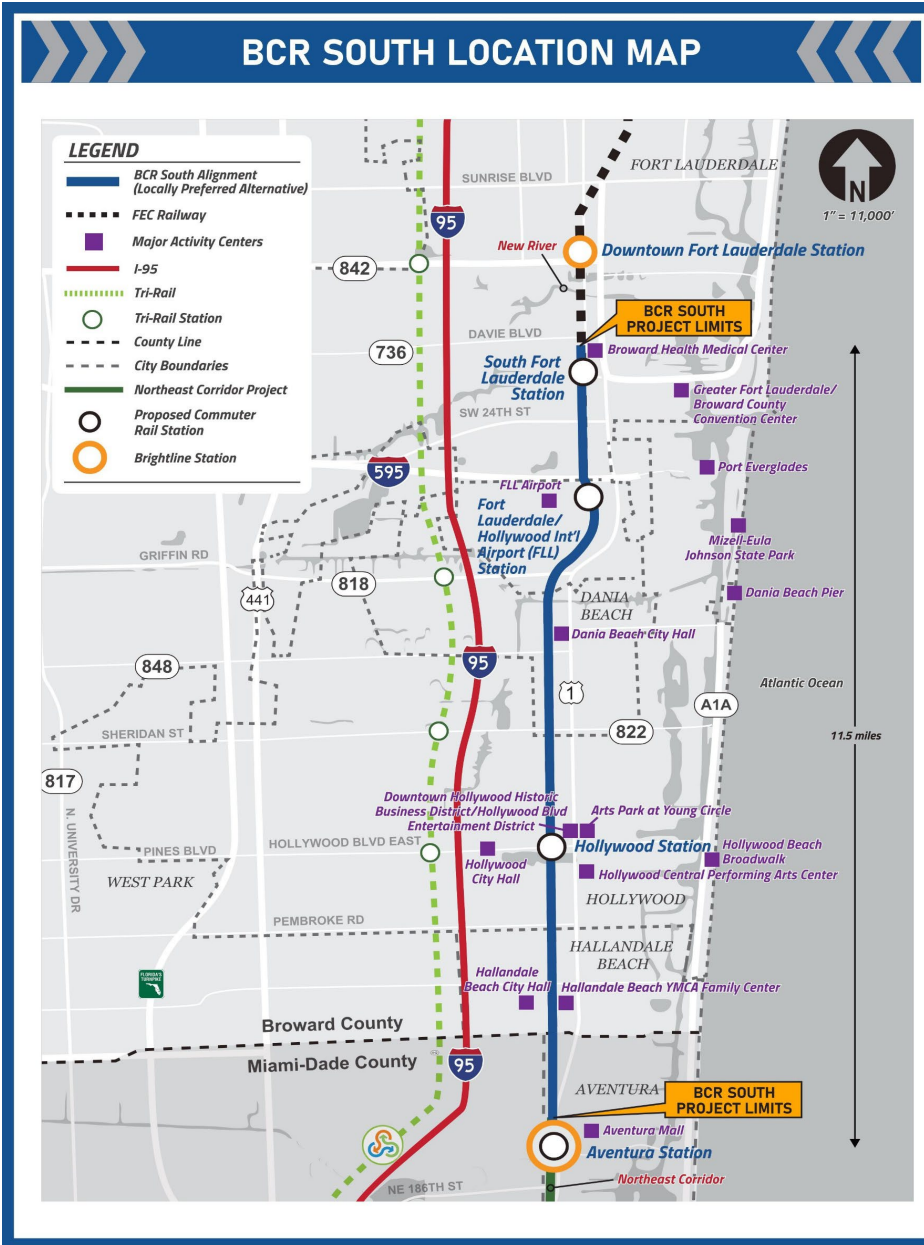 BCR SOUTH LOCATION MAP
LEGEND
BCR South Alignment
(Locally Preferred Alternative)
FEC Railway
Major Activity Centers
I-95
Tri-Rail
Tri-Rail Station
County Line
City Boundaries
Northeast Corridor Project
Proposed Commuter
Rail Station
Brightline Station
FORT LAUDERDALE
N
1" = 11,000'
SUNRISE BLVD
95
New River
Downtown Fort Lauderdale Station
842
BCR SOUTH
PROJECT LIMITS
DAVIE BLVD
736
Broward Health Medical Center
South Fort
Lauderdale
Station
Greater Fort Lauderdale/
Broward County
Convention Center
SW 24TH ST
595
Port Everglades
FLL Airport
Fort
Lauderdale/
Hollywood Int'l
Airport (FLL)
Station
Mizell-Eula
Johnson State Park
GRIFFIN RD
818
441
DANIA
BEACH
Dania Beach Pier
Dania Beach City Hall
848
95
1
A1A
Atlantic Ocean
SHERIDAN ST
822
11.5 miles
817
N. UNIVERSITY DR
Downtown Hollywood Historic
Business District/Hollywood Blvd
Entertainment District
Arts Park at Young Circle
PINES BLVD
HOLLYWOOD BLVD EAST
Hollywood Station
Hollywood Beach
Broadwalk
Hollywood
City Hall
Hollywood Central Performing Arts Center
WEST PARK
HOLLYWOOD
PEMBROKE RD
HALLANDALE
BEACH
FLORIDA'S
TURNPIKE
Hallandale
Beach City Hall
Hallandale Beach YMCA Family Center
Broward County
Miami-Dade County
95
AVENTURA
BCR SOUTH
PROJECT LIMITS
Aventura Mall
Aventura Station
NE 186TH ST
Northeast Corridor